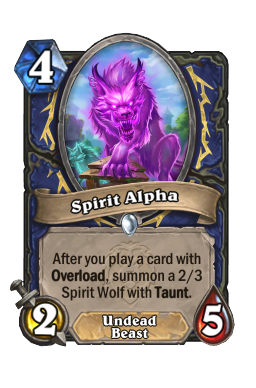 4
Spirit Alpha
After you play a card with
Overload, summon a 2/3
Spirit Wolf with Taunt.
Undead
Beast
2
5